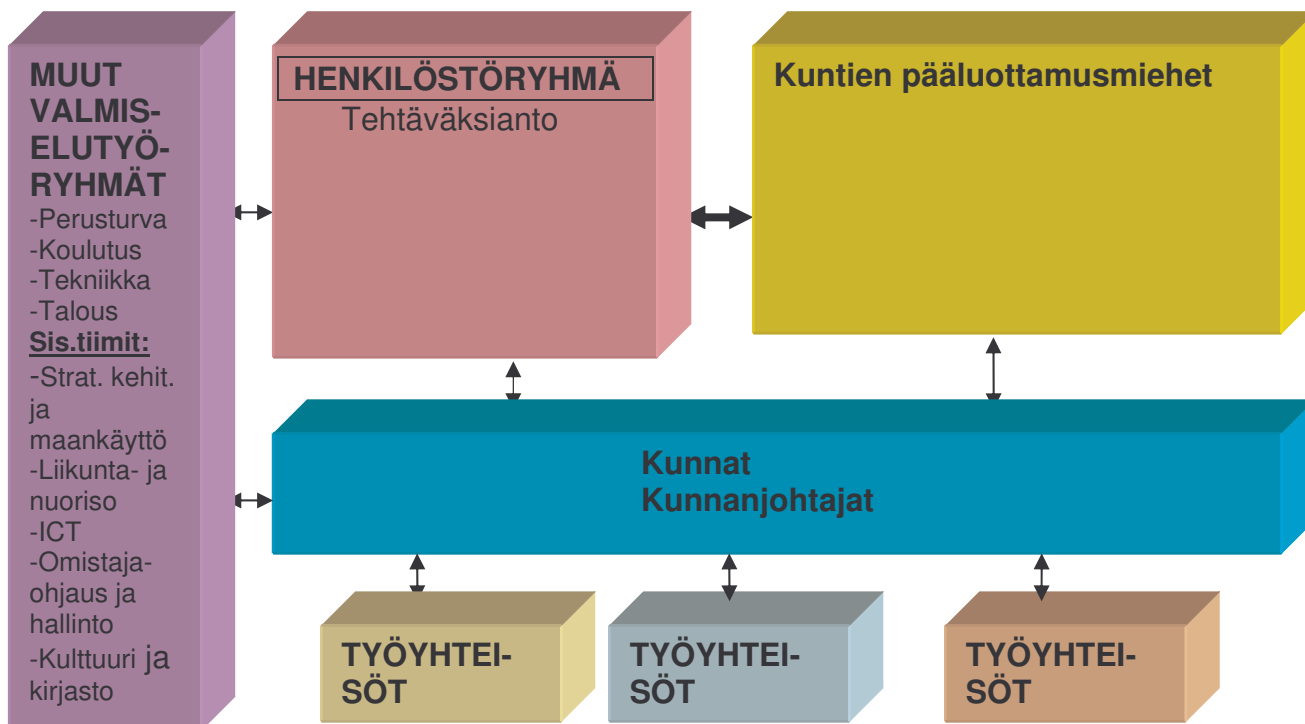 MUUT
VALMIS-
ELUTYÖ-
RYHMÄT
-Perusturva
-Koulutus
-Tekniikka
-Talous
Sis.tiimit:
-Strat. kehit.
ja
maankäyttö
-Liikunta- ja
nuoriso
-ICT
-Omistaja-
ohjaus ja
hallinto
-Kulttuuri ja
kirjasto
HENKILÖSTÖRYHMÄ
Tehtäväksianto
Kuntien pääluottamusmiehet
Kunnat
Kunnanjohtajat
TYÖYHTEI-
SÖT
TYÖYHTEI-
SÖT
TYÖYHTEI-
SÖT